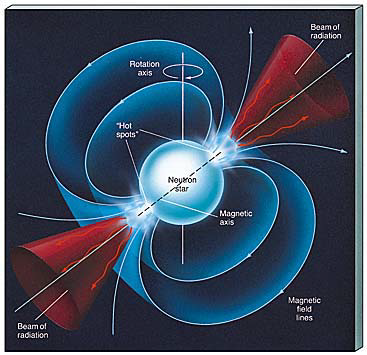 Beam of
radiation
Rotation
axis
"Hot
spots"
Neutron
star
Magnetic
axis
Magnetic
field
lines
Beam of
radiation